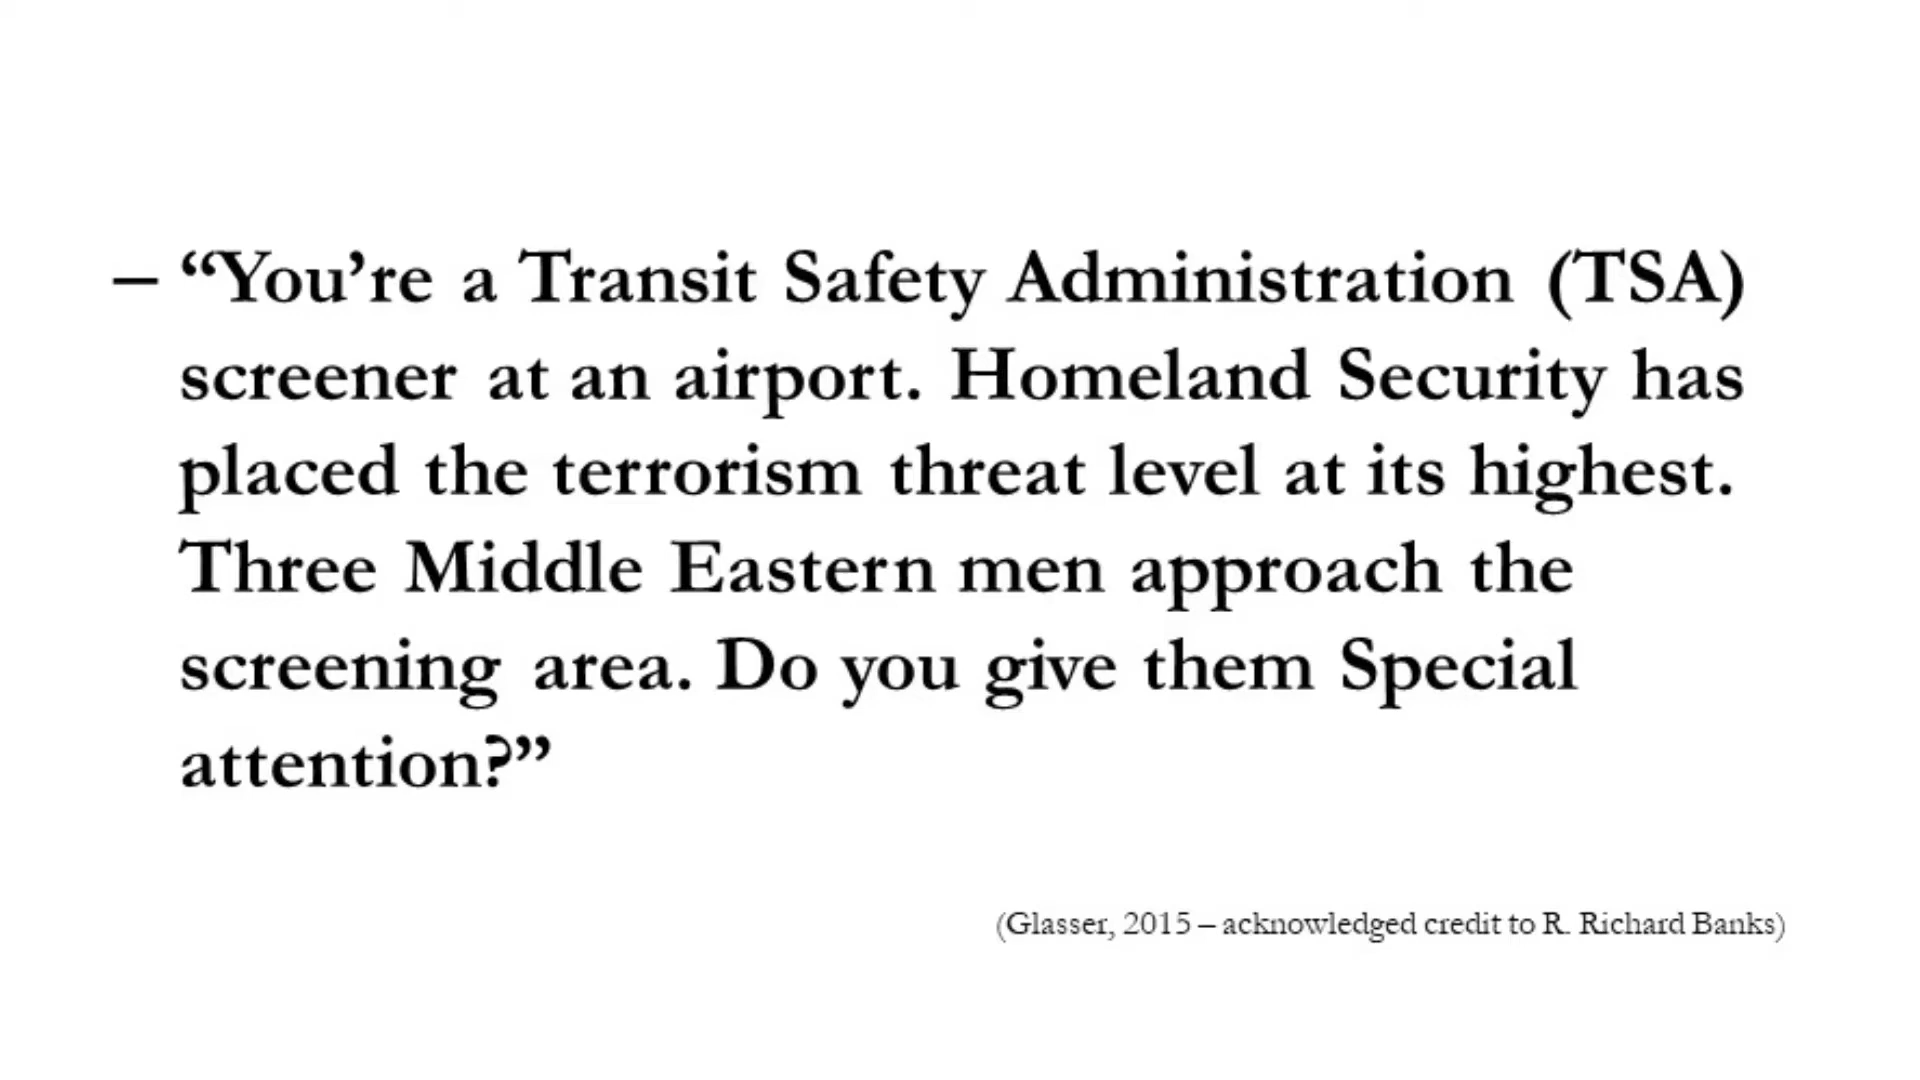 – “You’re a Transit Safety Administration (TSA)
screener at an airport. Homeland Security has
placed the terrorism threat level at its highest.
Three Middle Eastern men approach the
screening area. Do you give them Special
attention?”
(Glasser, 2015 – acknowledged credit to R. Richard Banks)